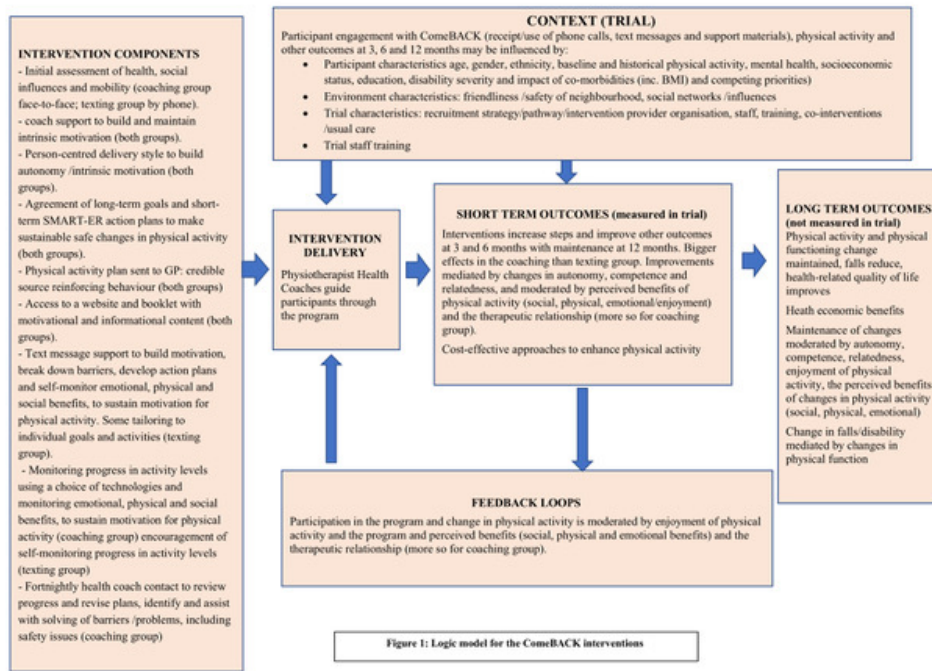 INTERVENTION COMPONENTS
- Initial assessment of health, social
influences and mobility (coaching group
face-to-face; texting group by phone).
- coach support to build and maintain
intrinsic motivation (both groups).
- Person-centred delivery style to build
autonomy /intrinsic motivation (both
groups).
- Agreement of long-term goals and short-
term SMART-ER action plans to make
sustainable safe changes in physical activity
(both groups).
- Physical activity plan sent to GP: credible
source reinforcing behaviour (both groups)
- Access to a website and booklet with
motivational and informational content (both
groups).
- Text message support to build motivation,
break down barriers, develop action plans
and self-monitor emotional, physical and
social benefits, to sustain motivation for
physical activity. Some tailoring to
individual goals and activities (texting
group).
- Monitoring progress in activity levels
using a choice of technologies and
monitoring emotional, physical and social
benefits, to sustain motivation for physical
activity (coaching group) encouragement of
self-monitoring progress in activity levels
(texting group)
- Fortnightly health coach contact to review
progress and revise plans, identify and assist
with solving of barriers /problems, including
safety issues (coaching group)
CONTEXT (TRIAL)
Participant engagement with ComeBACK (receipt/use of phone calls, text messages and support materials), physical activity and
other outcomes at 3, 6 and 12 months may be influenced by:
• Participant characteristics age, gender, ethnicity, baseline and historical physical activity, mental health, socioeconomic
status, education, disability severity and impact of co-morbidities (inc. BMI) and competing priorities)
• Environment characteristics: friendliness /safety of neighbourhood, social networks /influences
• Trial characteristics: recruitment strategy/pathway/intervention provider organisation, staff, training, co-interventions
/usual care
• Trial staff training
INTERVENTION
DELIVERY
Physiotherapist Health
Coaches guide
participants through
the program
SHORT TERM OUTCOMES (measured in trial)
Interventions increase steps and improve other outcomes
at 3 and 6 months with maintenance at 12 months. Bigger
effects in the coaching than texting group. Improvements
mediated by changes in autonomy, competence and
relatedness, and moderated by perceived benefits of
physical activity (social, physical, emotional/enjoyment)
and the therapeutic relationship (more so for coaching
group).
Cost-effective approaches to enhance physical activity
LONG TERM OUTCOMES
(not measured in trial)
Physical activity and physical
functioning change
maintained, falls reduce,
health-related quality of life
improves
Heath economic benefits
Maintenance of changes
moderated by autonomy,
competence, relatedness,
enjoyment of physical
activity, the perceived benefits
of changes in physical activity
(social, physical, emotional)
Change in falls/disability
mediated by changes in
physical function
FEEDBACK LOOPS
Participation in the program and change in physical activity is moderated by enjoyment of physical
activity and the program and perceived benefits (social, physical and emotional benefits) and the
therapeutic relationship (more so for coaching group).
Figure 1: Logic model for the ComeBACK interventions